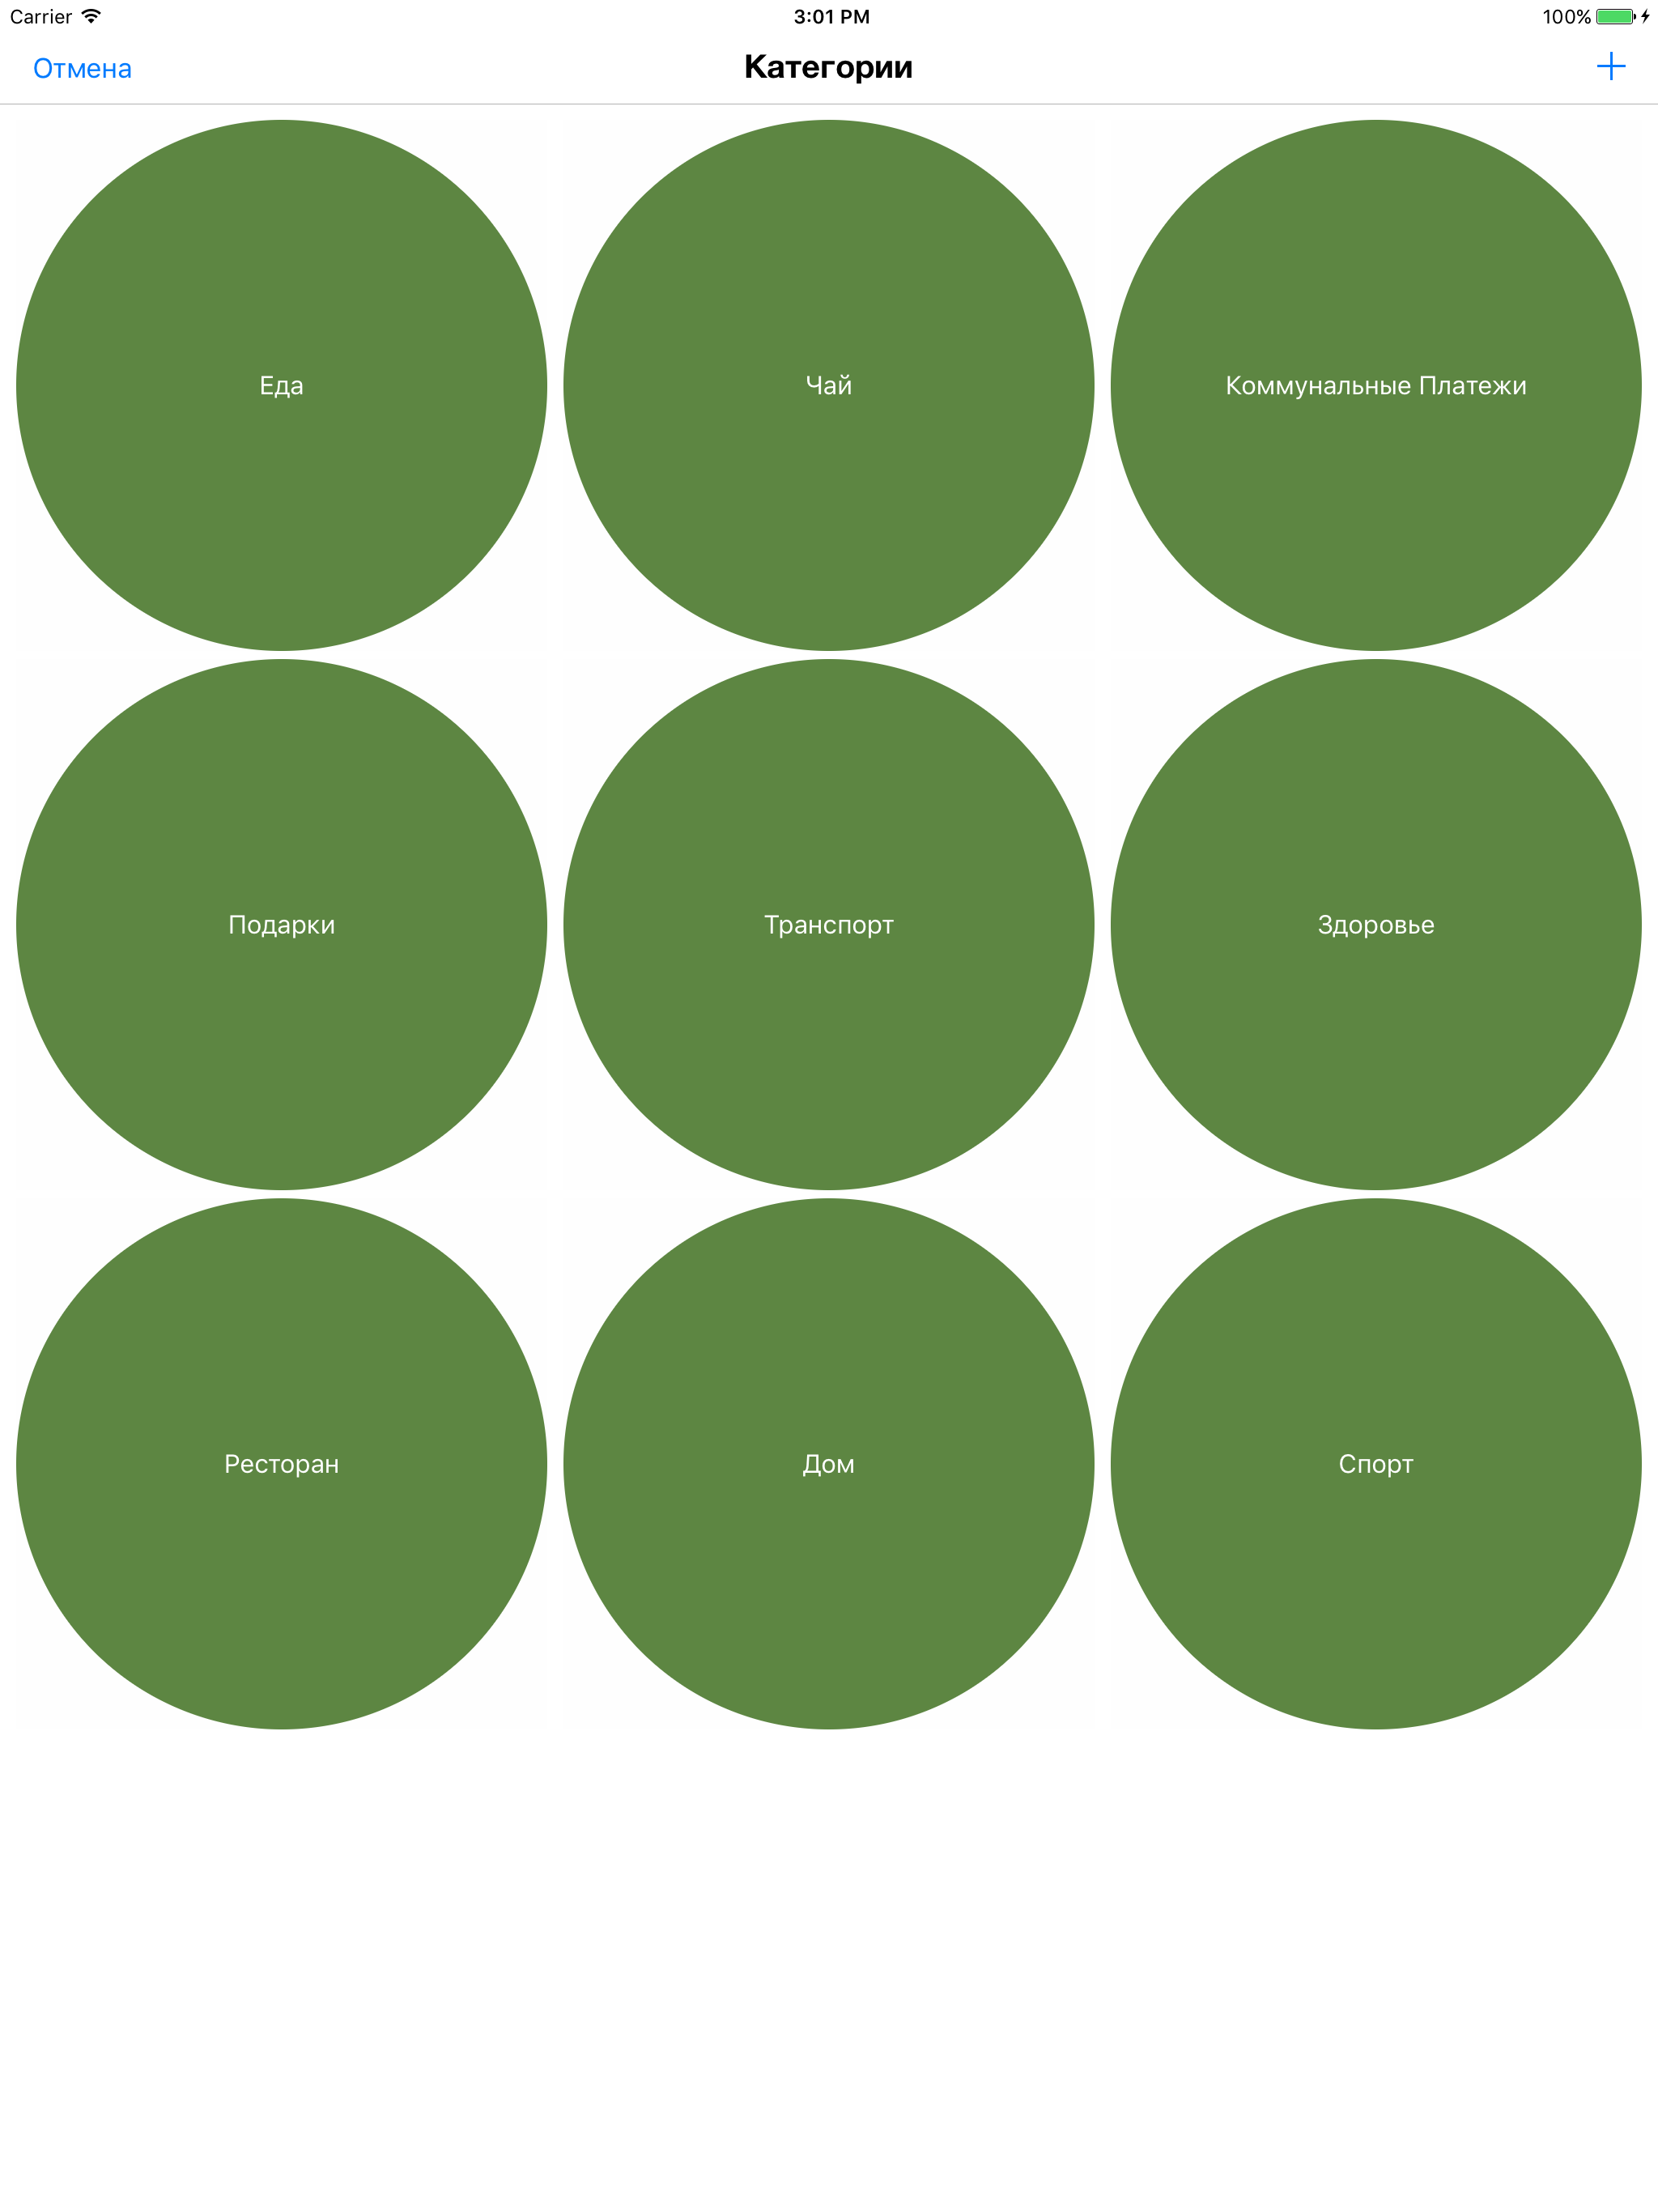 Carrier 3:01 PM 100%
Отмена Категории
Еда Чай Коммунальные Платежи
Подарки Транспорт Здоровье
Ресторан Дом Спорт